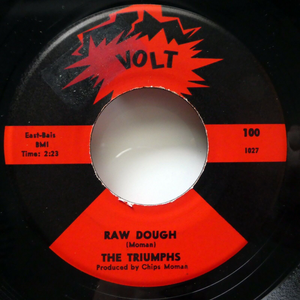 VOLT
East-Bais
BMI
Time: 2:23
100
1027
RAW DOUGH
(Moman)
THE TRIUMPHS
Produced by Chips Moman